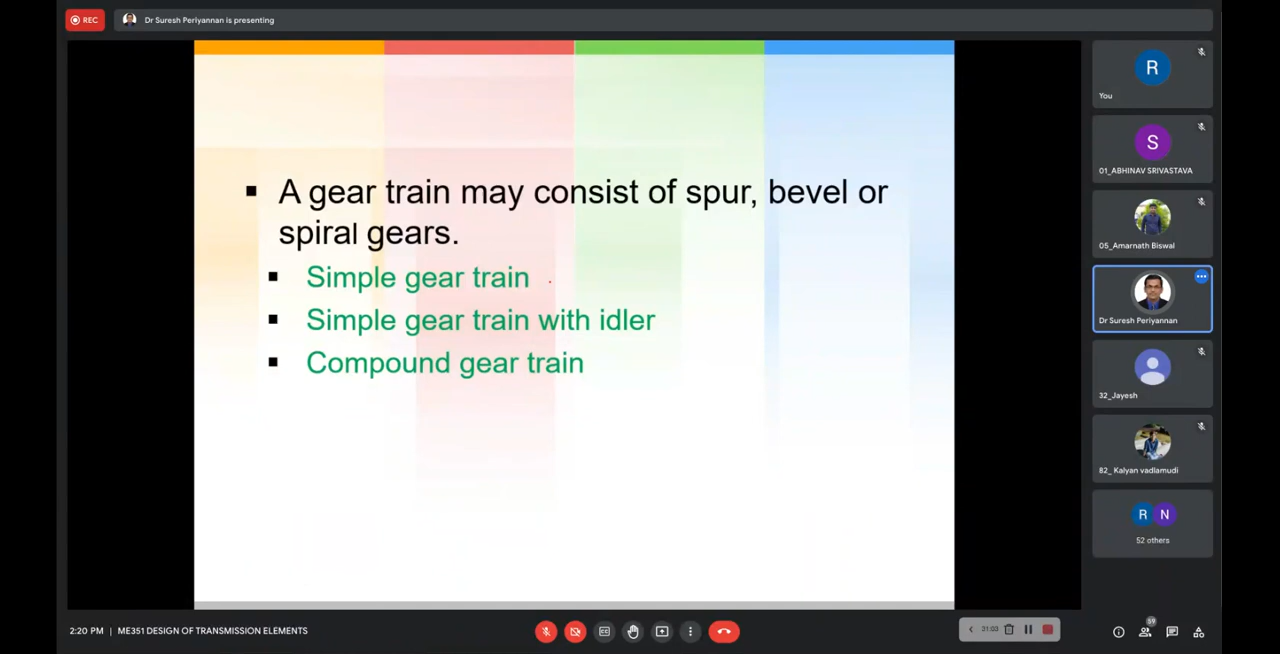 REC
Dr Suresh Periyannan is presenting
▪ A gear train may consist of spur, bevel or
spiral gears.
▪ Simple gear train
▪ Simple gear train with idler
▪ Compound gear train
R
You
S
01_ABHINAV SRIVASTAVA
05_Amarnath Biswal
Dr Suresh Periyannan
32_Jayesh
82_ Kalyan vadlamudi
R N
52 others
2:20 PM | ME351 DESIGN OF TRANSMISSION ELEMENTS
CC
59